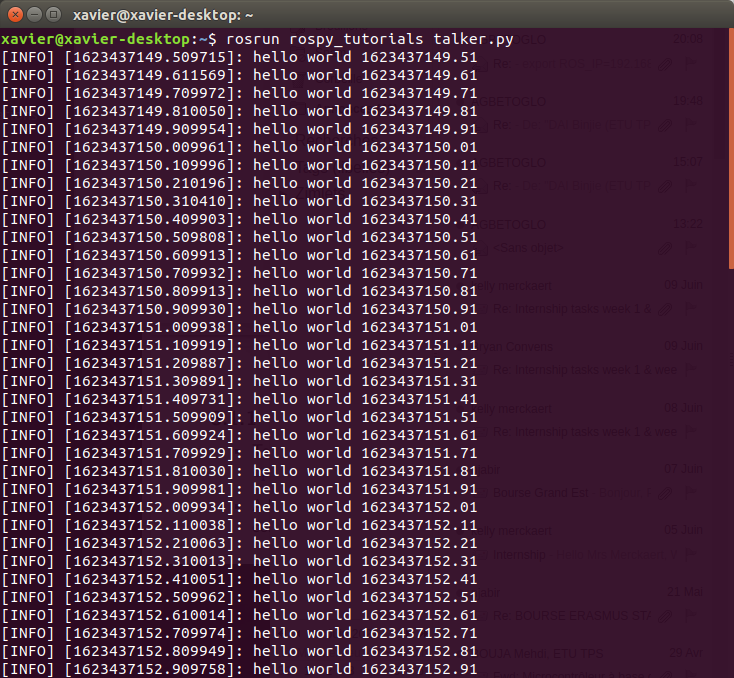 xavier@xavier-desktop: ~
xavier@xavier-desktop:~$ rosrun rospy_tutorials talker.py
[INFO] [1623437149.509715]: hello world 1623437149.51
[INFO] [1623437149.611569]: hello world 1623437149.61
[INFO] [1623437149.709972]: hello world 1623437149.71
[INFO] [1623437149.810050]: hello world 1623437149.81
[INFO] [1623437149.909954]: hello world 1623437149.91
[INFO] [1623437150.009961]: hello world 1623437150.01
[INFO] [1623437150.109996]: hello world 1623437150.11
[INFO] [1623437150.210196]: hello world 1623437150.21
[INFO] [1623437150.310410]: hello world 1623437150.31
[INFO] [1623437150.409903]: hello world 1623437150.41
[INFO] [1623437150.509808]: hello world 1623437150.51
[INFO] [1623437150.609913]: hello world 1623437150.61
[INFO] [1623437150.709932]: hello world 1623437150.71
[INFO] [1623437150.809913]: hello world 1623437150.81
[INFO] [1623437150.909930]: hello world 1623437150.91
[INFO] [1623437151.009938]: hello world 1623437151.01
[INFO] [1623437151.109919]: hello world 1623437151.11
[INFO] [1623437151.209887]: hello world 1623437151.21
[INFO] [1623437151.309891]: hello world 1623437151.31
[INFO] [1623437151.409731]: hello world 1623437151.41
[INFO] [1623437151.509909]: hello world 1623437151.51
[INFO] [1623437151.609924]: hello world 1623437151.61
[INFO] [1623437151.709929]: hello world 1623437151.71
[INFO] [1623437151.810030]: hello world 1623437151.81
[INFO] [1623437151.909981]: hello world 1623437151.91
[INFO] [1623437152.009934]: hello world 1623437152.01
[INFO] [1623437152.110038]: hello world 1623437152.11
[INFO] [1623437152.210063]: hello world 1623437152.21
[INFO] [1623437152.310013]: hello world 1623437152.31
[INFO] [1623437152.410051]: hello world 1623437152.41
[INFO] [1623437152.509962]: hello world 1623437152.51
[INFO] [1623437152.610014]: hello world 1623437152.61
[INFO] [1623437152.709974]: hello world 1623437152.71
[INFO] [1623437152.809949]: hello world 1623437152.81
[INFO] [1623437152.909758]: hello world 1623437152.91